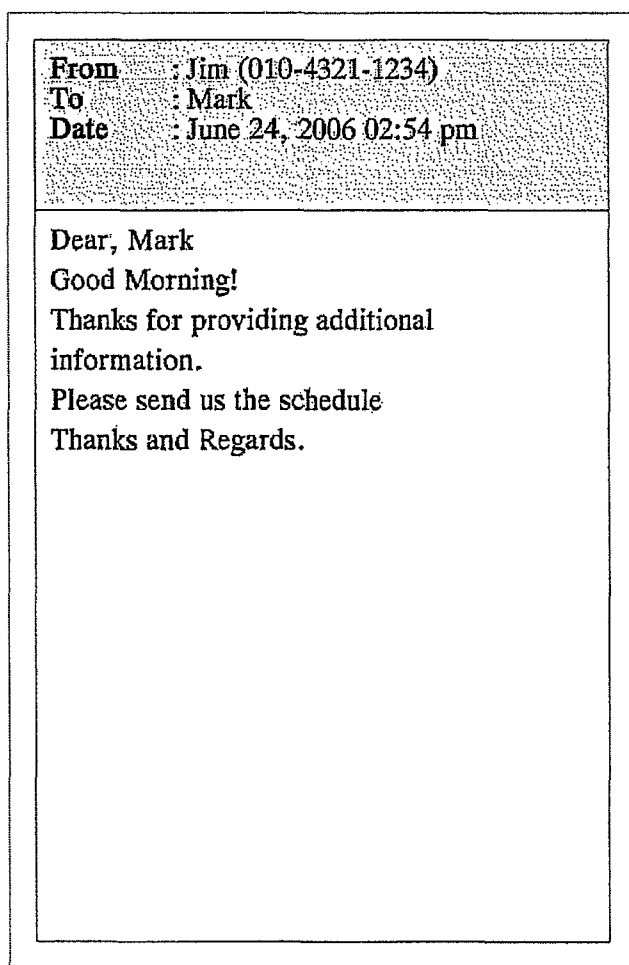 From : Jim (010-4321-1234)
To : Mark
Date : June 24, 2006 02:54 pm
Dear, Mark
Good Morning!
Thanks for providing additional
information.
Please send us the schedule
Thanks and Regards.